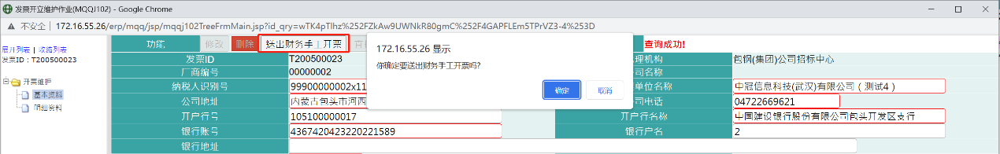 发票开立维护作业(MQQJ102) - Google Chrome
不安全 172.16.55.26/erp/mqq/jsp/mqqj102TreeFrmMain.jsp?id_qry=wTK4pTlhz%252FZkAw9UWNkR80gmC%252F4GAPFLEm5TPrVZ3-4%253D
展开列表 | 收缩列表
发票ID：T200500023
开票维护
基本资料
明细资料
功能 修改 删除 送出财务手工开票
172.16.55.26 显示
你确定要送出财务手工开票吗?
确定 取消
查询成功!
发票ID T200500023 理机构 包钢(集团)公司招标中心
厂商编号 00000002 司名称
纳税人识别号 99900000002x11 单位名称 中冠信息科技(武汉)有限公司（测试4）
公司地址 内蒙古包头市河西 司电话 04722669621
开户行号 105100000017 开户行名称 中国建设银行股份有限公司包头开发区支行
银行账号 4367420423220221589 银行户名 2
银行地址